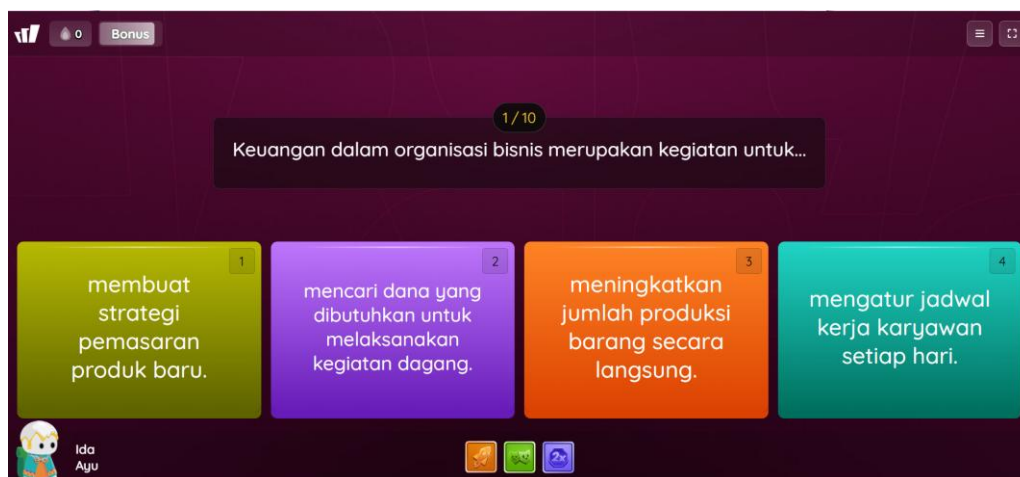 0 Bonus
1/10
Keuangan dalam organisasi bisnis merupakan kegiatan untuk...
1
membuat
strategi
pemasaran
produk baru.
2
mencari dana yang
dibutuhkan untuk
melaksanakan
kegiatan dagang.
3
meningkatkan
jumlah produksi
barang secara
langsung.
4
mengatur jadwal
kerja karyawan
setiap hari.
Ida
Ayu
2x